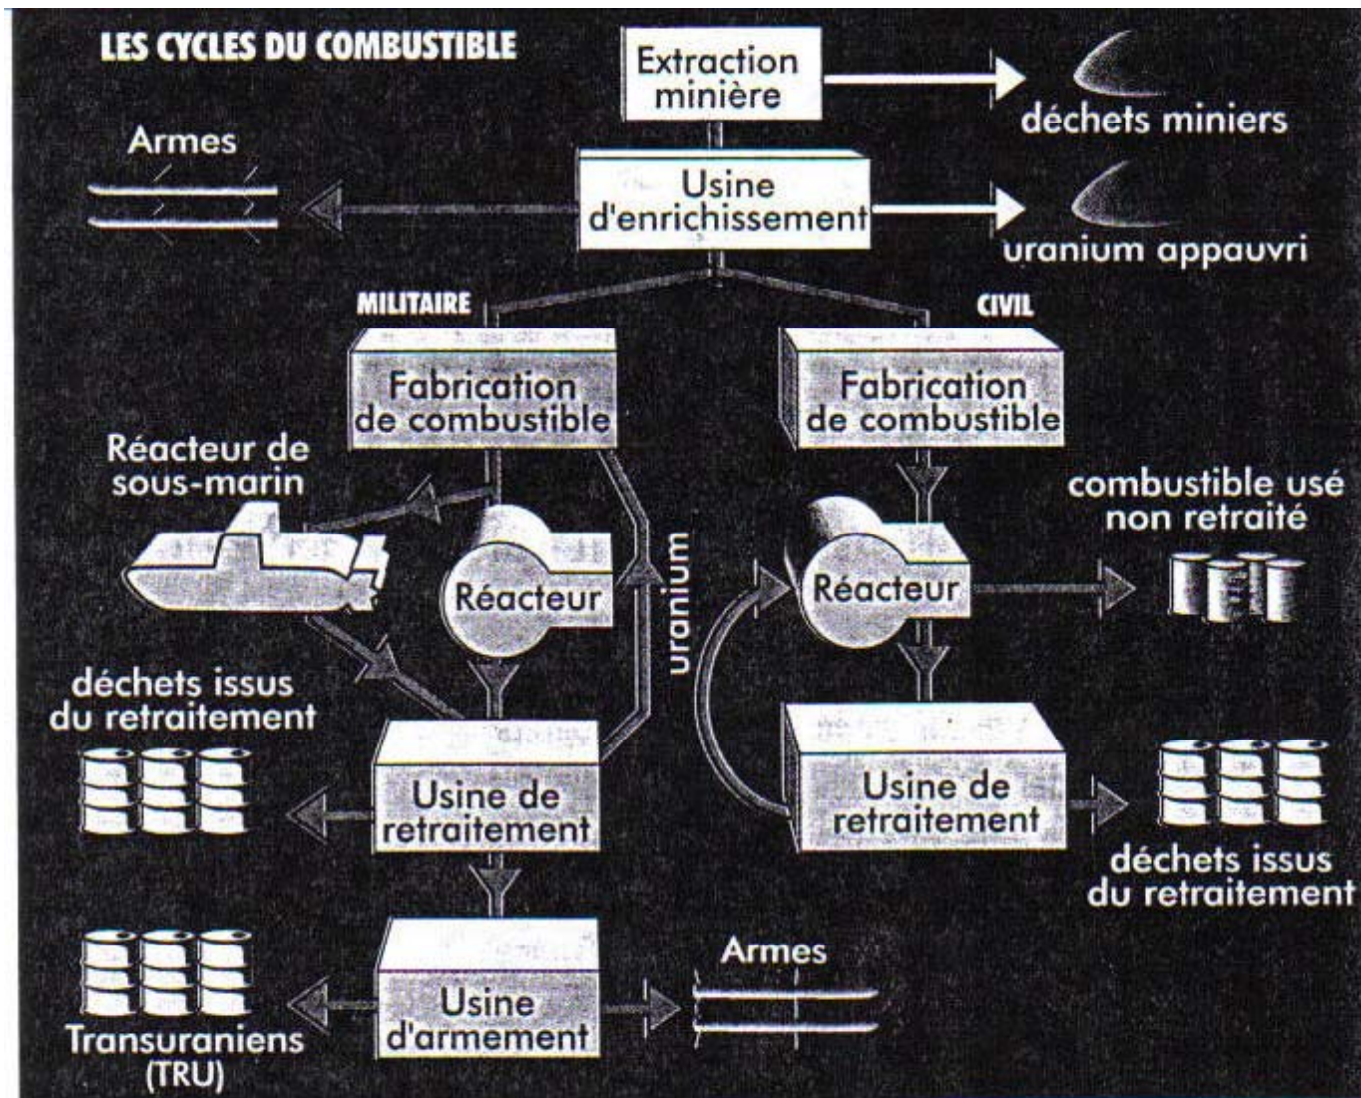 LES CYCLES DU COMBUSTIBLE
Extraction
minière
déchets miniers
Armes
Usine
d'enrichissement
uranium appauvri
MILITAIRE
CIVIL
Fabrication
de combustible
Fabrication
de combustible
Réacteur de
sous-marin
combustible usé
non retraité
Réacteur
uranium
Réacteur
déchets issus
du retraitement
Usine de
retraitement
Usine de
retraitement
déchets issus
du retraitement
Armes
Usine
d'armement
Transuraniens
(TRU)